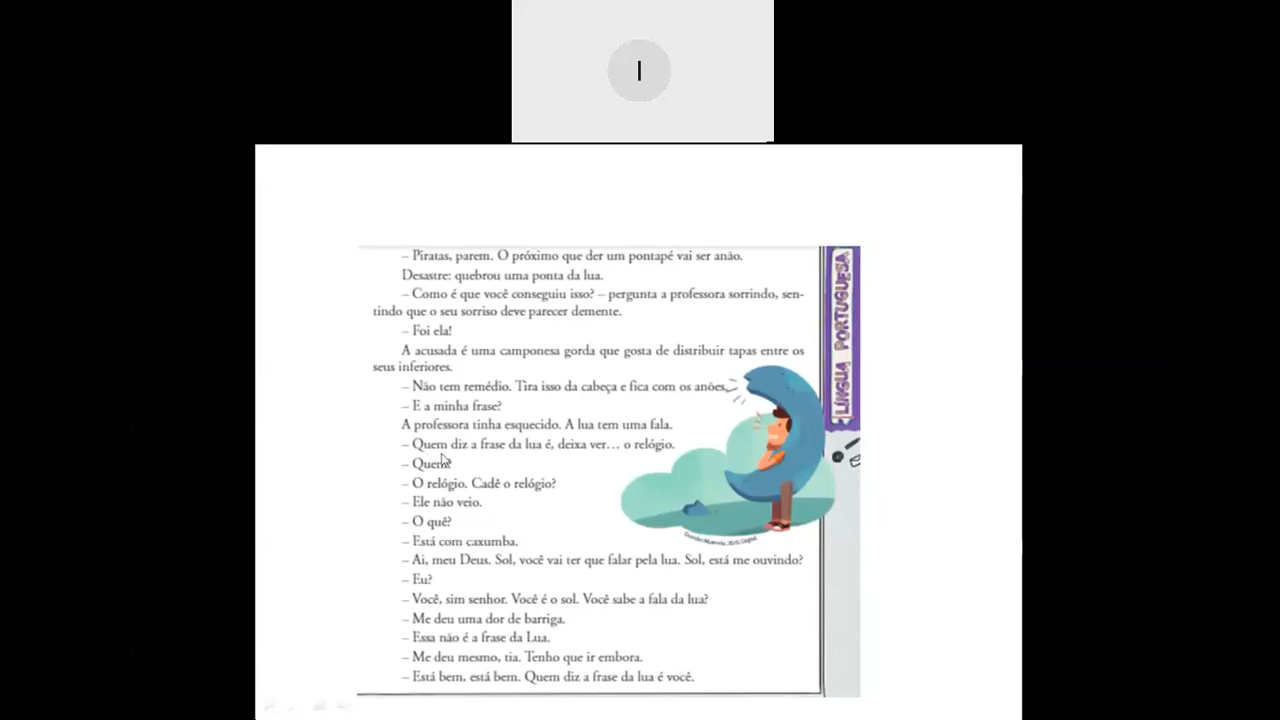 I
– Piratas, parem. O próximo que der um pontapé vai ser anão.
Desastre: quebrou uma ponta da lua.
– Como é que você conseguiu isso? – pergunta a professora sorrindo, sen-
tindo que o seu sorriso deve parecer demente.
– Foi ela!
A acusada é uma camponesa gorda que gosta de distribuir tapas entre os
seus inferiores.
– Não tem remédio. Tira isso da cabeça e fica com os anões.
– E a minha frase?
A professora tinha esquecido. A lua tem uma fala.
– Quem diz a frase da lua é, deixa ver… o relógio.
– Quem?
– O relógio. Cadê o relógio?
– Ele não veio.
– O quê?
– Está com caxumba.
– Ai, meu Deus. Sol, você vai ter que falar pela lua. Sol, está me ouvindo?
– Eu?
– Você, sim senhor. Você é o sol. Você sabe a fala da lua?
– Me deu uma dor de barriga.
– Essa não é a frase da Lua.
– Me deu mesmo, tia. Tenho que ir embora.
– Está bem, está bem. Quem diz a frase da lua é você.
LÍNGUA PORTUGUESA